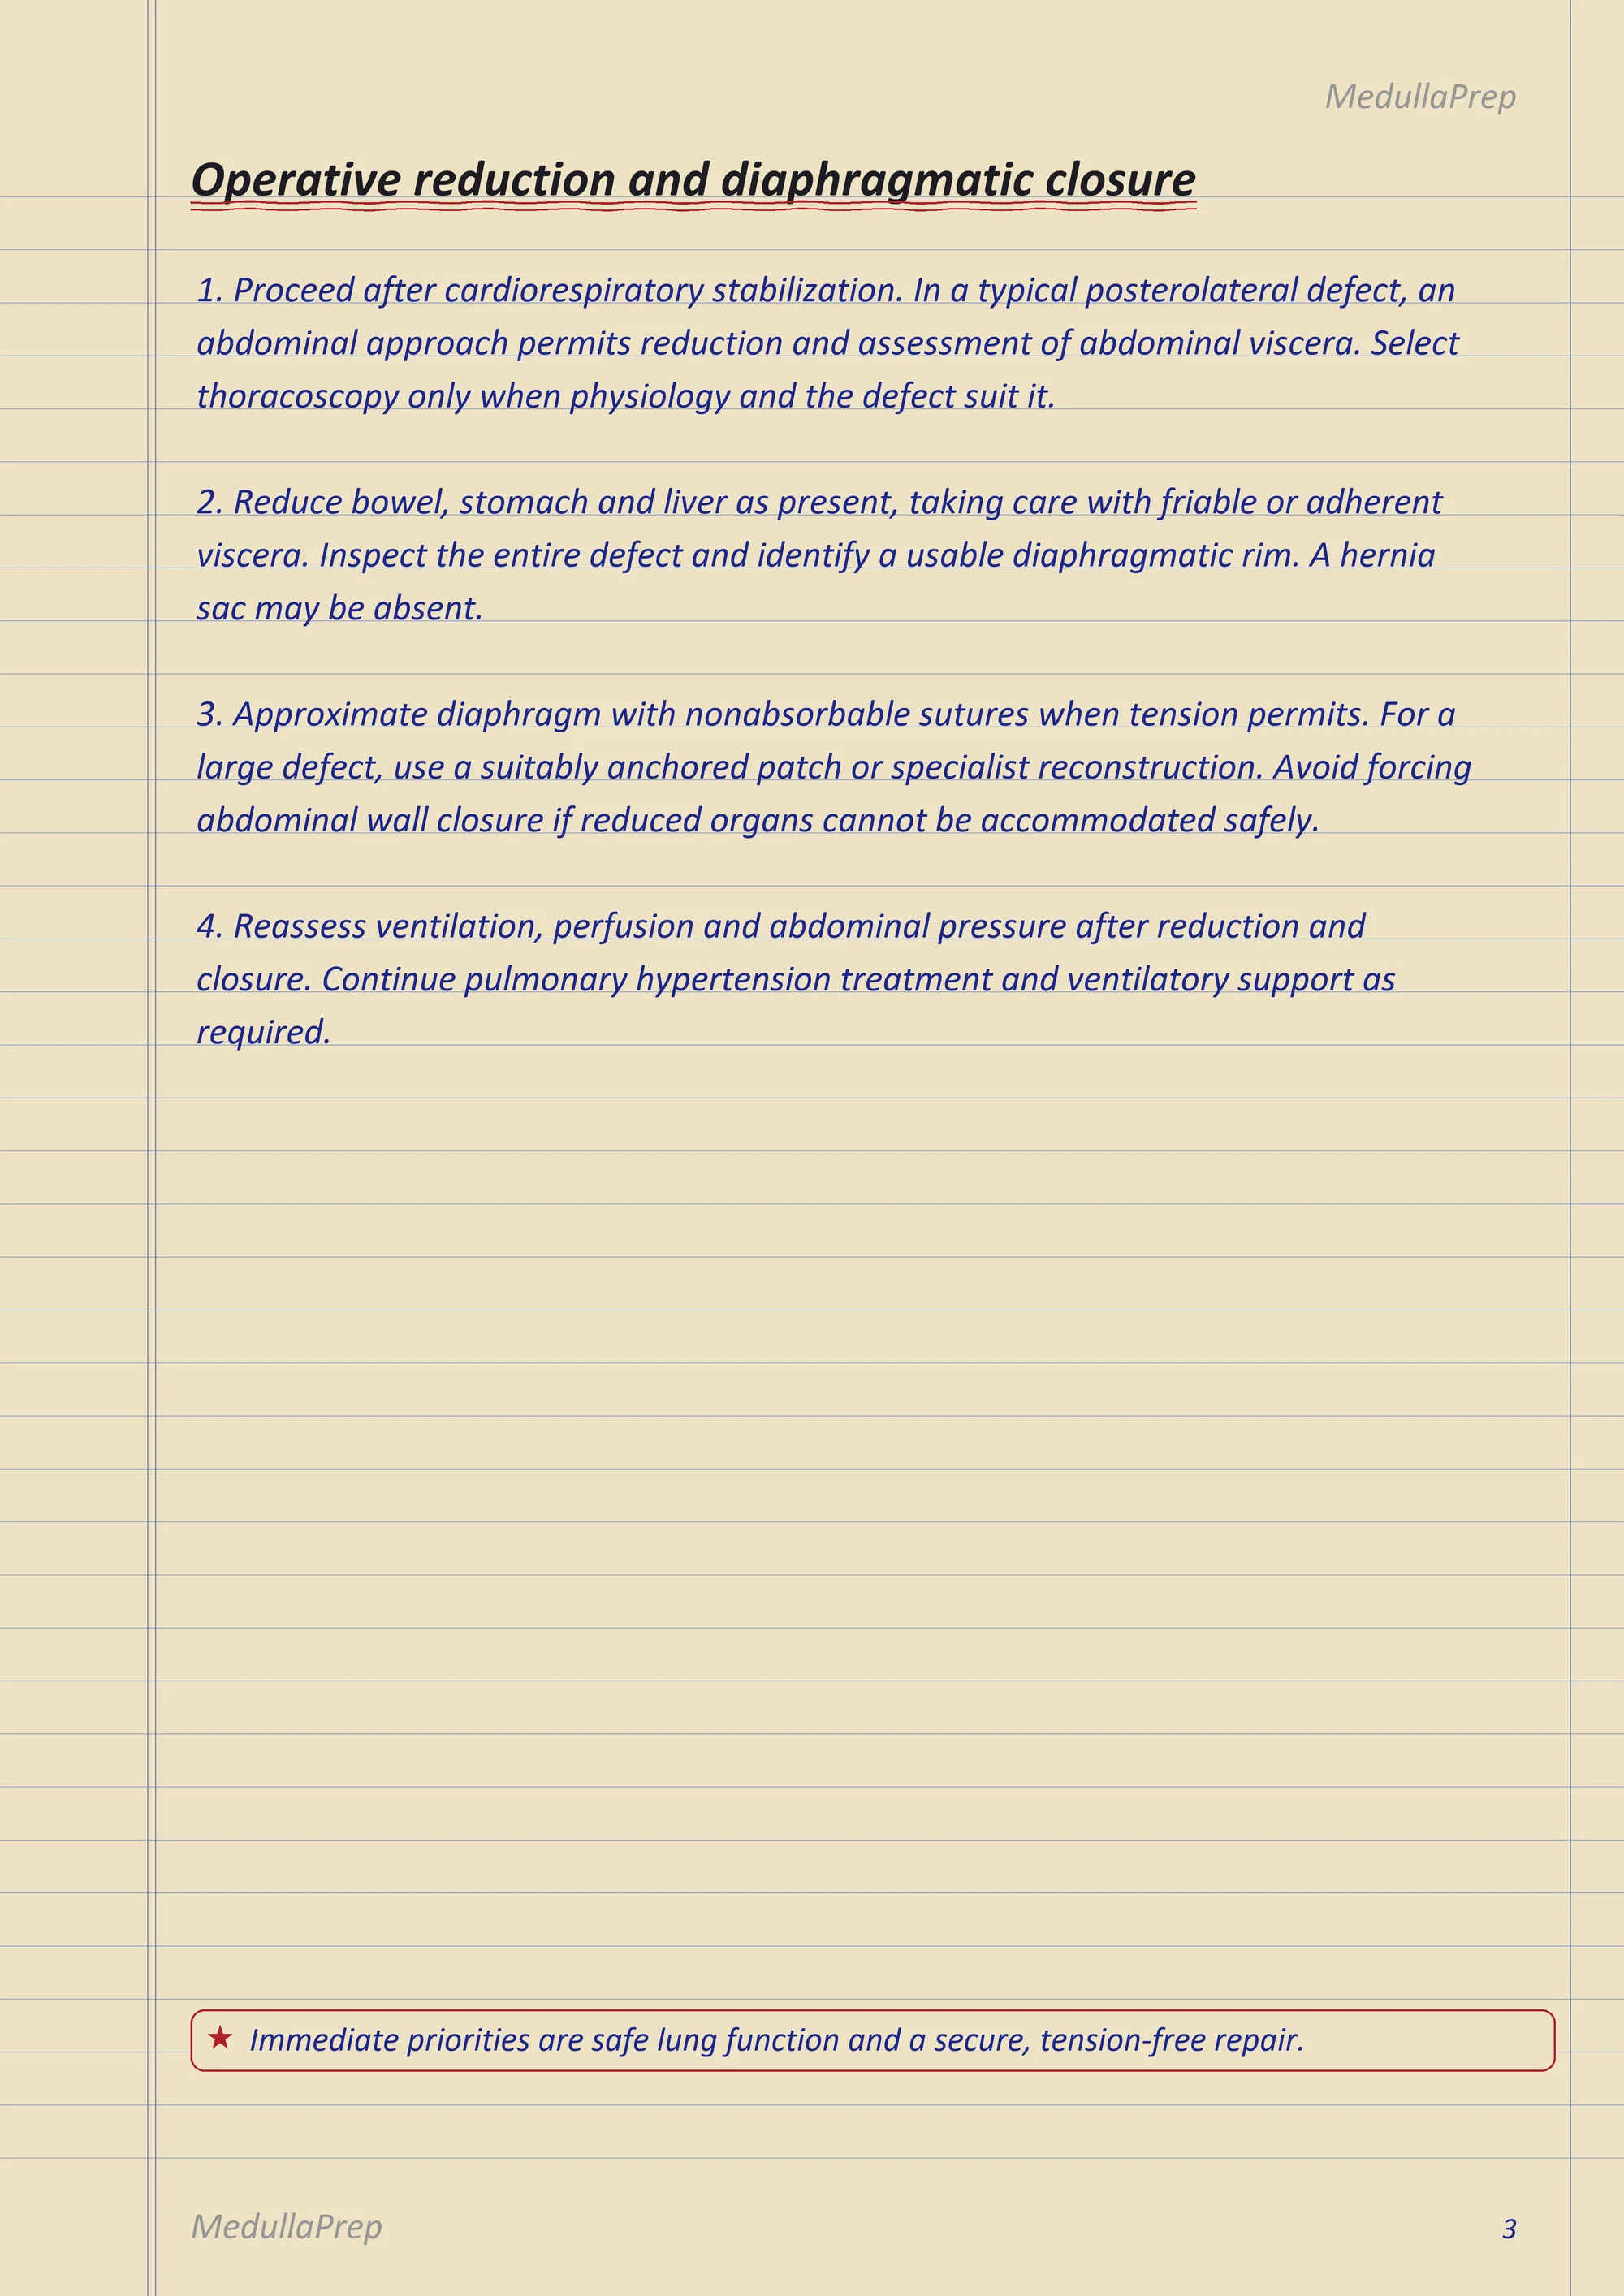 MedullaPrep
Operative reduction and diaphragmatic closure
1. Proceed after cardiorespiratory stabilization. In a typical posterolateral defect, an
abdominal approach permits reduction and assessment of abdominal viscera. Select
thoracoscopy only when physiology and the defect suit it.
2. Reduce bowel, stomach and liver as present, taking care with friable or adherent
viscera. Inspect the entire defect and identify a usable diaphragmatic rim. A hernia
sac may be absent.
3. Approximate diaphragm with nonabsorbable sutures when tension permits. For a
large defect, use a suitably anchored patch or specialist reconstruction. Avoid forcing
abdominal wall closure if reduced organs cannot be accommodated safely.
4. Reassess ventilation, perfusion and abdominal pressure after reduction and
closure. Continue pulmonary hypertension treatment and ventilatory support as
required.
★ Immediate priorities are safe lung function and a secure, tension-free repair.
MedullaPrep
3